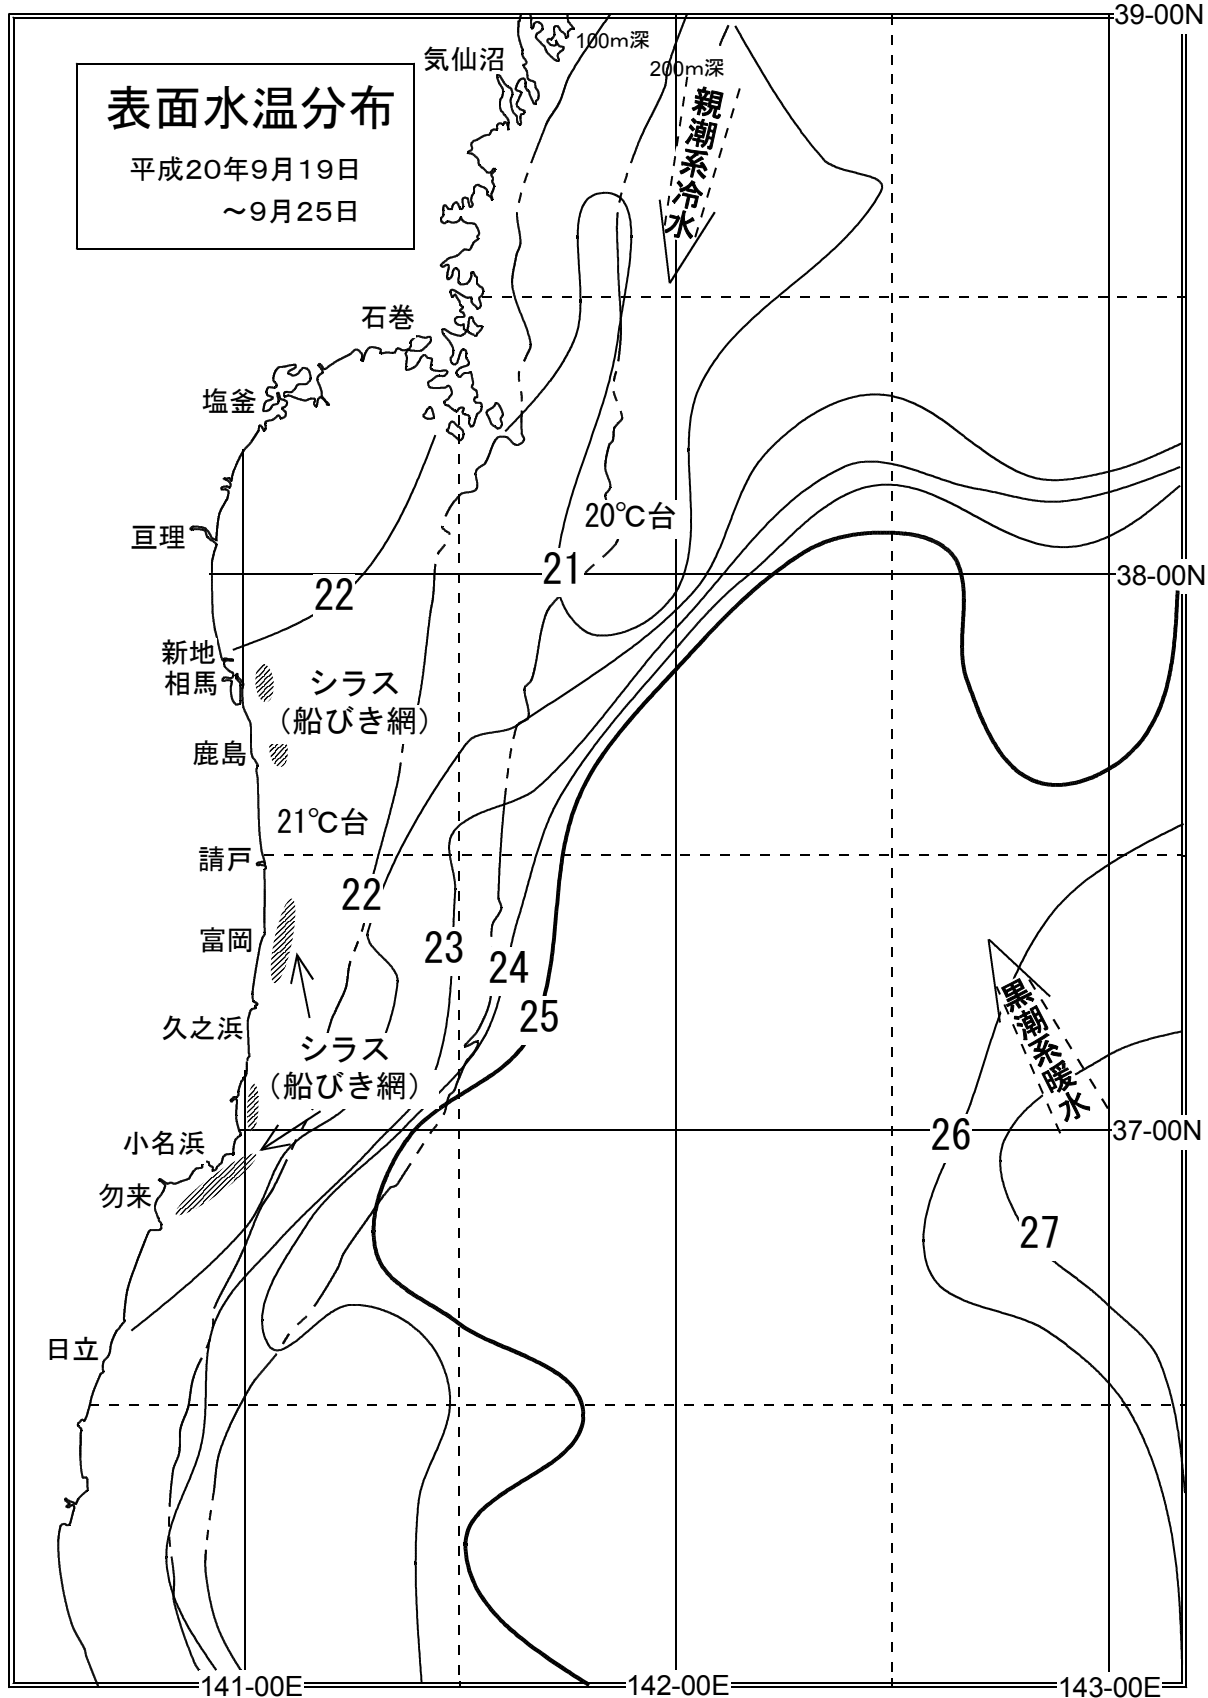 39-00N
100m深
気仙沼
200m深
表面水温分布
平成20年9月19日
～9月25日
親潮系冷水
石巻
塩釜
20℃台
亘理
21
38-00N
22
新地
相馬
シラス
（船びき網）
鹿島
21℃台
請戸
22
富岡
23
24
25
久之浜
黒潮系暖水
シラス
（船びき網）
小名浜
26
37-00N
勿来
27
日立
141-00E
142-00E
143-00E